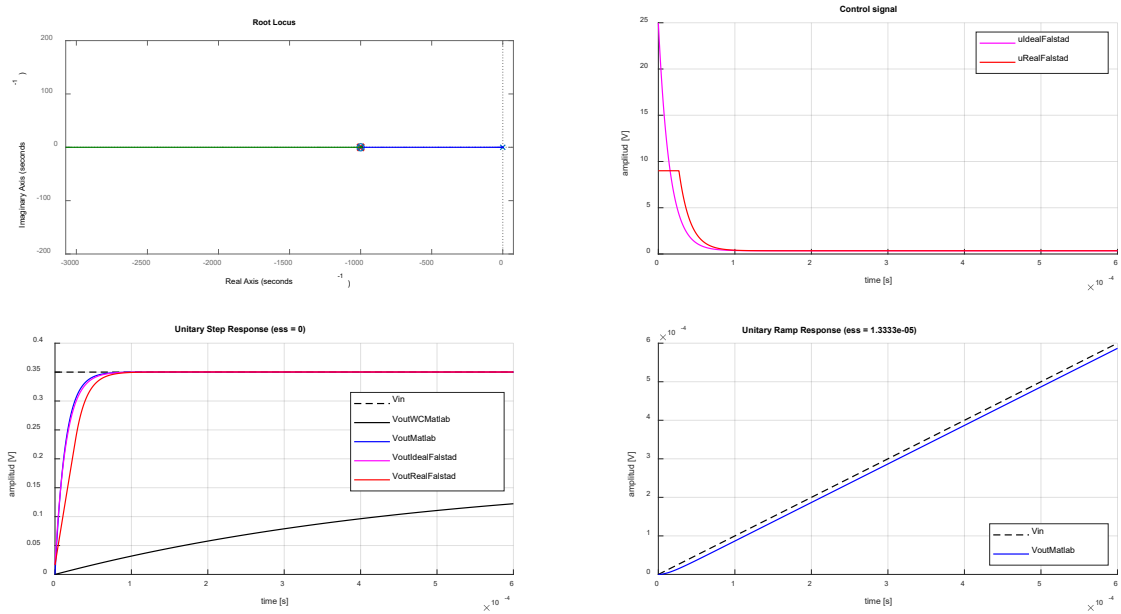 Root Locus
200
100
0
-100
-200
Imaginary Axis (seconds⁻¹)
-3000 -2500 -2000 -1500 -1000 -500 0
Real Axis (seconds⁻¹)
Control signal
25
20
15
10
5
0
amplitud [V]
uIdealFalstad
uRealFalstad
0 1 2 3 4 5 6
time [s]
×10⁻⁴
Unitary Step Response (ess = 0)
0.4
0.35
0.3
0.25
0.2
0.15
0.1
0.05
0
amplitud [V]
Vin
VoutWCMatlab
VoutMatlab
VoutIdealFalstad
VoutRealFalstad
0 1 2 3 4 5 6
time [s]
×10⁻⁴
Unitary Ramp Response (ess = 1.3333e-05)
×10⁻⁴
6
5
4
3
2
1
0
amplitud [V]
Vin
VoutMatlab
0 1 2 3 4 5 6
time [s]
×10⁻⁴